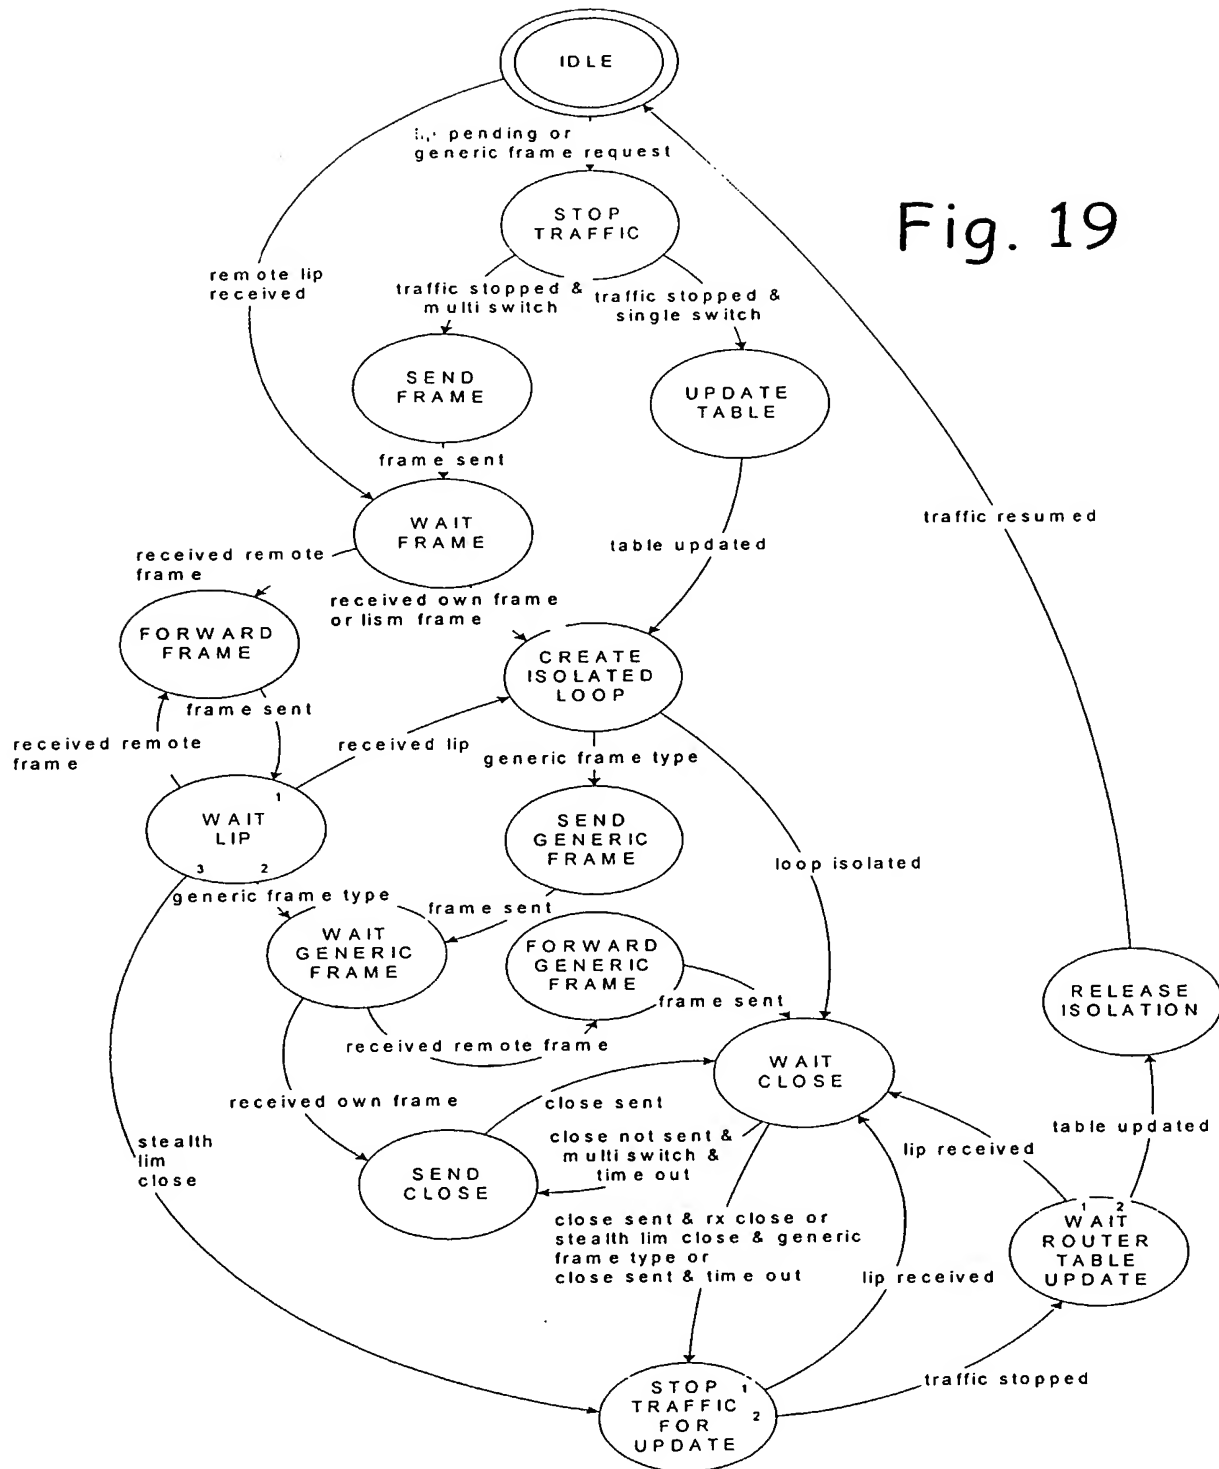 IDLE
pending or
generic frame request
STOP
TRAFFIC
Fig. 19
remote lip
received
traffic stopped &
multi switch
traffic stopped &
single switch
SEND
FRAME
UPDATE
TABLE
frame sent
traffic resumed
WAIT
FRAME
table updated
received remote
frame
received own frame
or lism frame
FORWARD
FRAME
CREATE
ISOLATED
LOOP
frame sent
received remote
frame
received lip
generic frame type
1
WAIT
LIP
3 2
SEND
GENERIC
FRAME
loop isolated
generic frame type
frame sent
WAIT
GENERIC
FRAME
FORWARD
GENERIC
FRAME
frame sent
RELEASE
ISOLATION
received remote frame
WAIT
CLOSE
received own frame
close sent
table updated
stealth
lim
close
close not sent &
multi switch &
time out
lip received
SEND
CLOSE
1 2
WAIT
ROUTER
TABLE
UPDATE
close sent & rx close or
stealth lim close & generic
frame type or
close sent & time out
lip received
traffic stopped
STOP 1
TRAFFIC 2
FOR
UPDATE